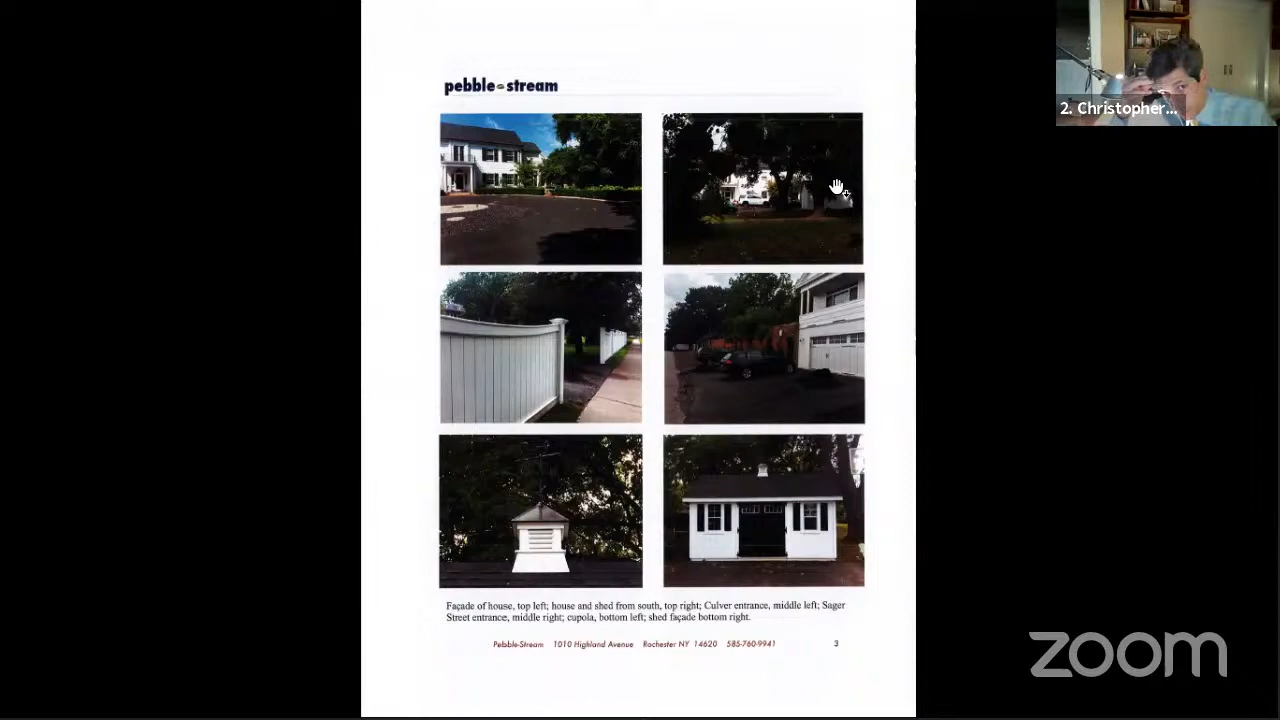 pebble stream
2. Christopher...
Façade of house, top left; house and shed from south, top right; Culver entrance, middle left; Sager
Street entrance, middle right; cupola, bottom left; shed façade bottom right.
Pebble-Stream 1010 Highland Avenue Rochester NY 14620 585-760-9941 3
zoom